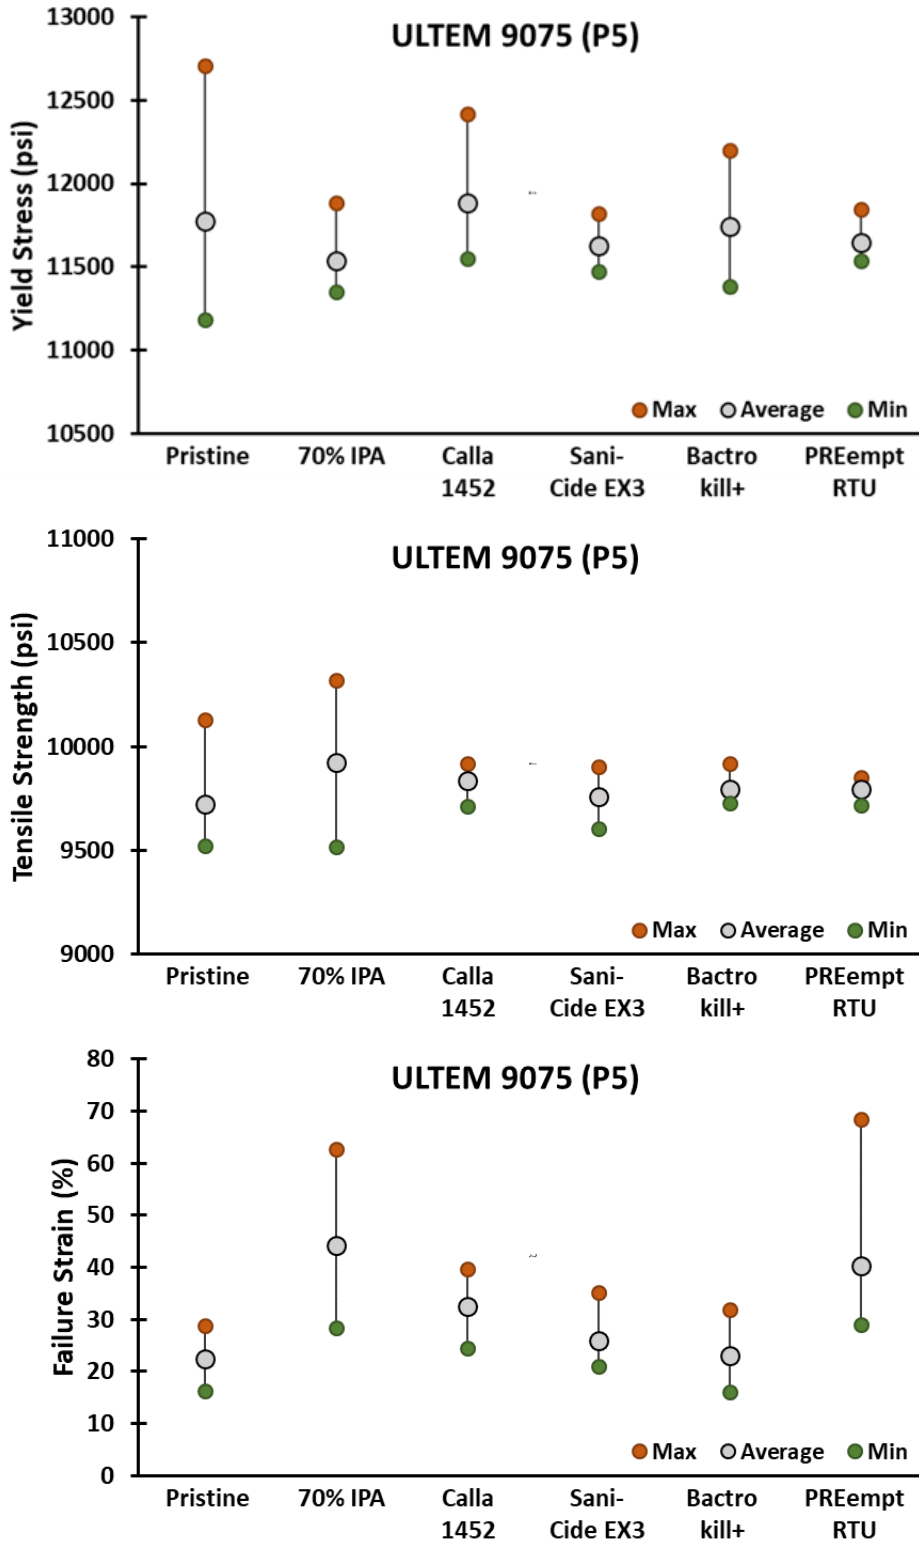 ULTEM 9075 (P5)
Yield Stress (psi)
13000
12500
12000
11500
11000
10500
Max Average Min
Pristine 70% IPA Calla 1452 Sani-Cide EX3 Bactro kill+ PREempt RTU
ULTEM 9075 (P5)
Tensile Strength (psi)
11000
10500
10000
9500
9000
Max Average Min
Pristine 70% IPA Calla 1452 Sani-Cide EX3 Bactro kill+ PREempt RTU
ULTEM 9075 (P5)
Failure Strain (%)
80
70
60
50
40
30
20
10
0
Max Average Min
Pristine 70% IPA Calla 1452 Sani-Cide EX3 Bactro kill+ PREempt RTU